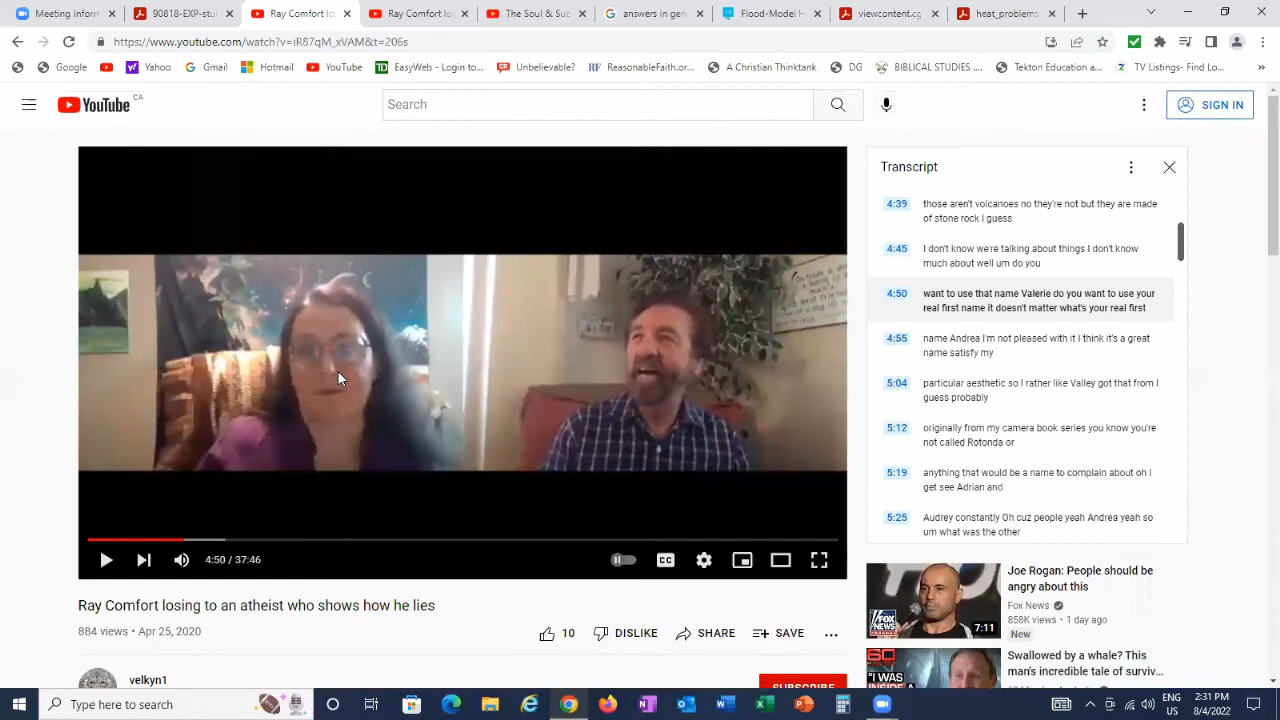 Meeting Infor
90818-EXP-stud
Ray Comfort los
Ray Comfort los
The Soul & Su
answers in gen
Flood-Model-
viewcontent.cg
heat_problems
https://www.youtube.com/watch?v=iR87qM_xVAM&t=206s
Google
Yahoo
Gmail
Hotmail
YouTube
EasyWeb - Login to...
Unbelievable?
ReasonableFaith.or...
A Christian Thinktank
DG
BIBLICAL STUDIES ...
Tekton Education a...
TV Listings- Find Lo...
YouTube CA
Search
SIGN IN
Transcript
4:39 those aren't volcanoes no they're not but they are made
of stone rock i guess
4:45 I don't know we're talking about things I don't know
much about well um do you
4:50 want to use that name Valerie do you want to use your
real first name it doesn't matter what's your real first
4:55 name Andrea I'm not pleased with it I think it's a great
name satisfy my
5:04 particular aesthetic so I rather like Valley got that from I
guess probably
5:12 originally from my camera book series you know you're
not called Rotonda or
5:19 anything that would be a name to complain about oh I
get see Adrian and
5:25 Audrey constantly Oh cuz people yeah Andrea yeah so
um what was the other
4:50 / 37:46
CC
Ray Comfort losing to an atheist who shows how he lies
884 views • Apr 25, 2020
10
DISLIKE
SHARE
SAVE
velkyn1
SUBSCRIBE
FOX NEWS
7:11
Joe Rogan: People should be
angry about this
Fox News
858K views • 1 day ago
New
60
"I WAS
Swallowed by a whale? This
man's incredible tale of surviv...
Type here to search
ENG
US
2:31 PM
8/4/2022